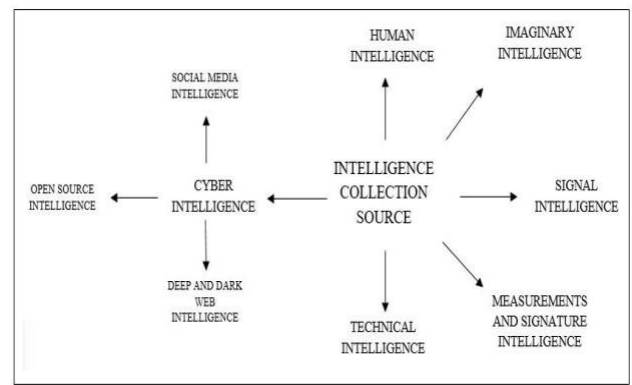 HUMAN
INTELLIGENCE
IMAGINARY
INTELLIGENCE
SOCIAL MEDIA
INTELLIGENCE
OPEN SOURCE
INTELLIGENCE
CYBER
INTELLIGENCE
INTELLIGENCE
COLLECTION
SOURCE
SIGNAL
INTELLIGENCE
DEEP AND DARK
WEB
INTELLIGENCE
TECHNICAL
INTELLIGENCE
MEASUREMENTS
AND SIGNATURE
INTELLIGENCE